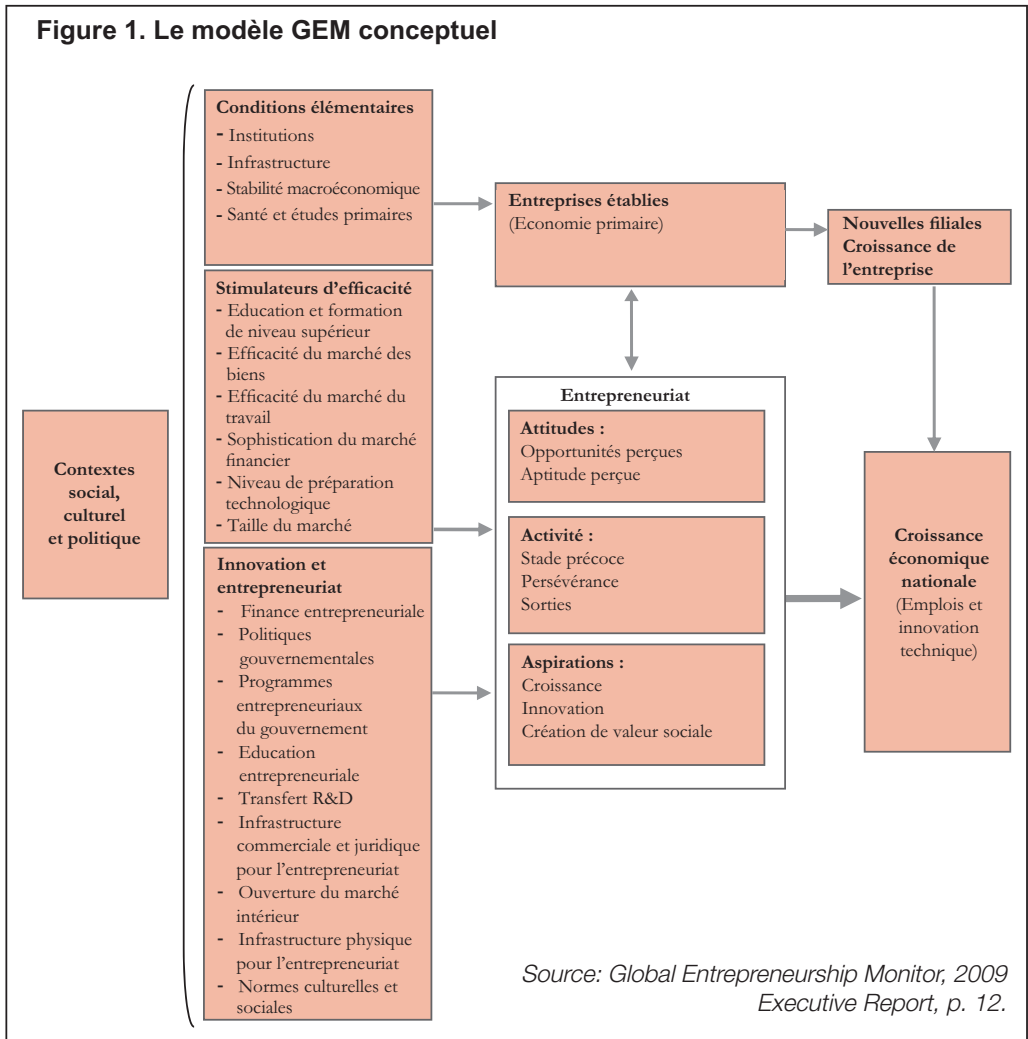 Figure 1. Le modèle GEM conceptuel
Contextes
social,
culturel
et politique
Conditions élémentaires
- Institutions
- Infrastructure
- Stabilité macroéconomique
- Santé et études primaires
Stimulateurs d'efficacité
- Education et formation
de niveau supérieur
- Efficacité du marché des
biens
- Efficacité du marché du
travail
- Sophistication du marché
financier
- Niveau de préparation
technologique
- Taille du marché
Innovation et
entrepreneuriat
- Finance entrepreneuriale
- Politiques
gouvernementales
- Programmes
entrepreneuriaux
du gouvernement
- Education
entrepreneuriale
- Transfert R&D
- Infrastructure
commerciale et juridique
pour l'entrepreneuriat
- Ouverture du marché
intérieur
- Infrastructure physique
pour l'entrepreneuriat
- Normes culturelles et
sociales
Entreprises établies
(Economie primaire)
Entrepreneuriat
Attitudes :
Opportunités perçues
Aptitude perçue
Activité :
Stade précoce
Persévérance
Sorties
Aspirations :
Croissance
Innovation
Création de valeur sociale
Nouvelles filiales
Croissance de
l'entreprise
Croissance
économique
nationale
(Emplois et
innovation
technique)
Source: Global Entrepreneurship Monitor, 2009
Executive Report, p. 12.